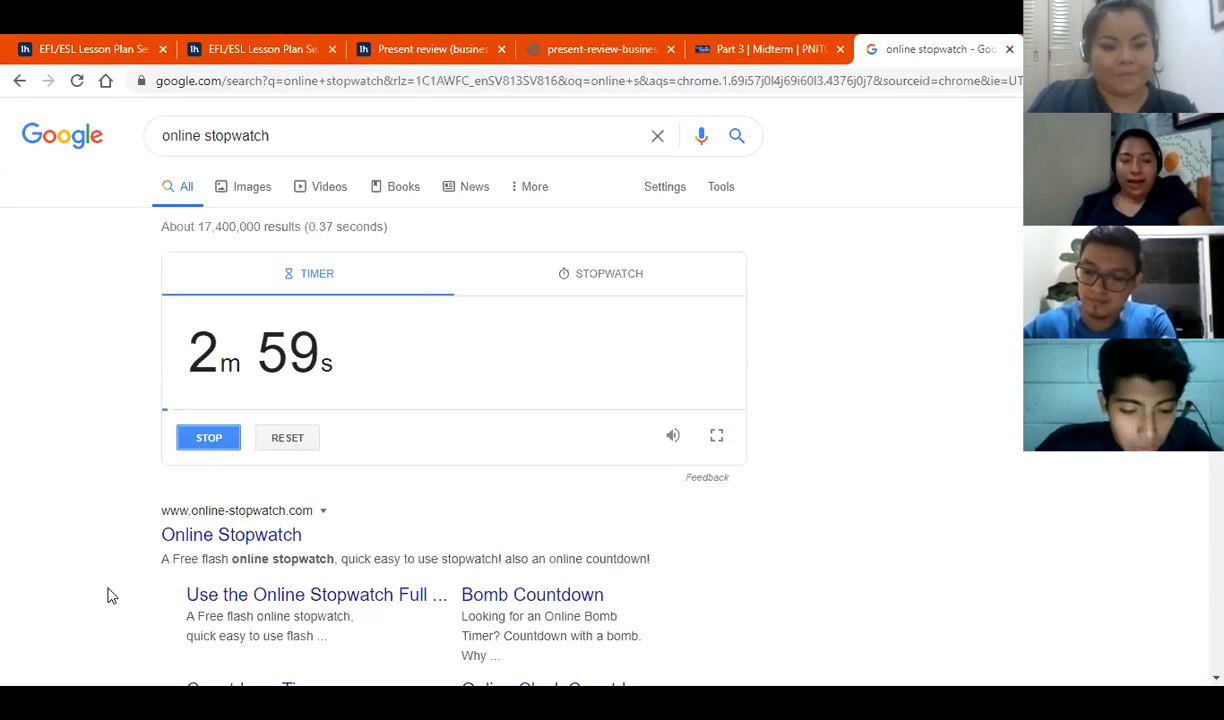 EFL/ESL Lesson Plan Se
EFL/ESL Lesson Plan Se
Present review (busines
present-review-busines
Part 3 | Midterm | PNIT
online stopwatch - Goo
google.com/search?q=online+stopwatch&rlz=1C1AWFC_enSV813SV816&oq=online+s&aqs=chrome.1.69i57j0l4j69i60l3.4376j0j7&sourceid=chrome&ie=UT
Google
online stopwatch
All
Images
Videos
Books
News
More
Settings
Tools
About 17,400,000 results (0.37 seconds)
TIMER
STOPWATCH
2m 59s
STOP
RESET
Feedback
www.online-stopwatch.com
Online Stopwatch
A Free flash online stopwatch, quick easy to use stopwatch! also an online countdown!
Use the Online Stopwatch Full ...
A Free flash online stopwatch,
quick easy to use flash ...
Bomb Countdown
Looking for an Online Bomb
Timer? Countdown with a bomb.
Why ...